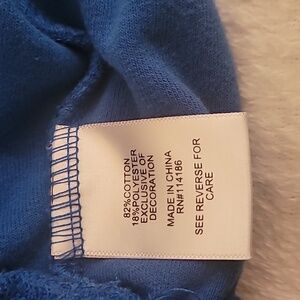 82%COTTON
18%POLYESTER
EXCLUSIVE OF
DECORATION
MADE IN CHINA
RN#114186
SEE REVERSE FOR
CARE